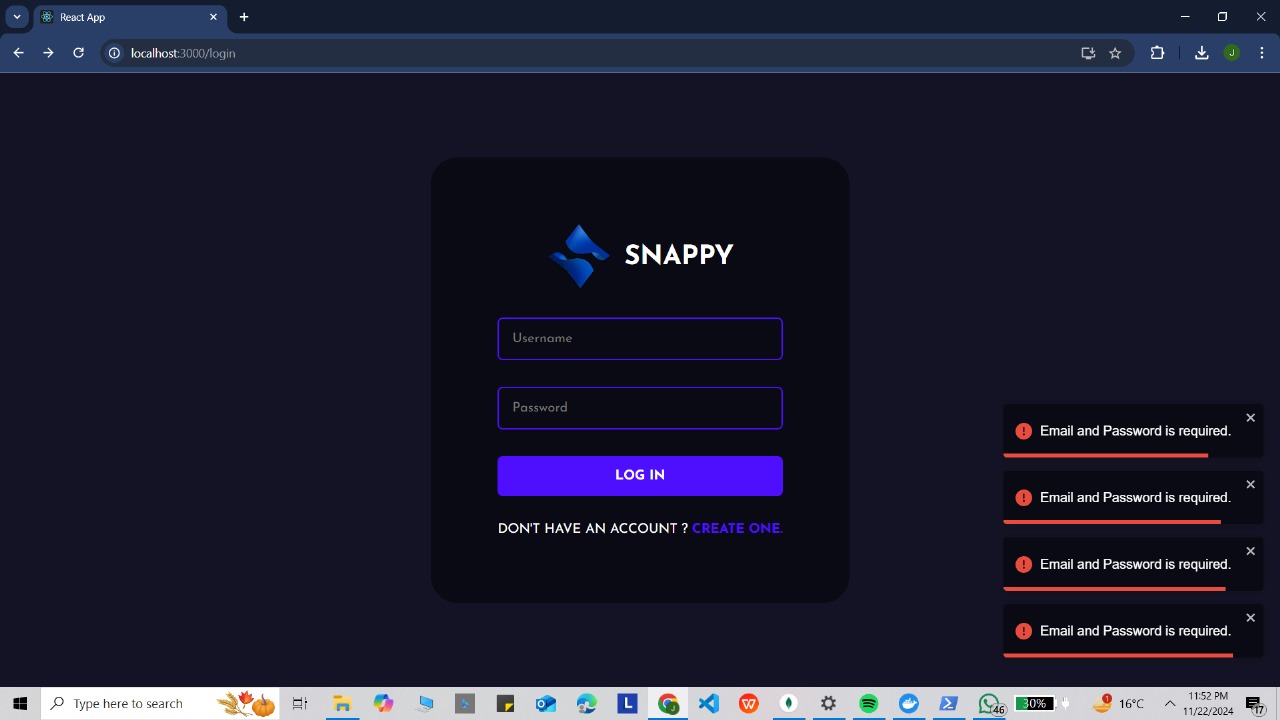 React App
localhost:3000/login
J
SNAPPY
Username
Password
LOG IN
DON'T HAVE AN ACCOUNT ? CREATE ONE.
Email and Password is required.
Email and Password is required.
Email and Password is required.
Email and Password is required.
Type here to search
L
W
J
46
30%
1
16°C
11:52 PM
11/22/2024
17